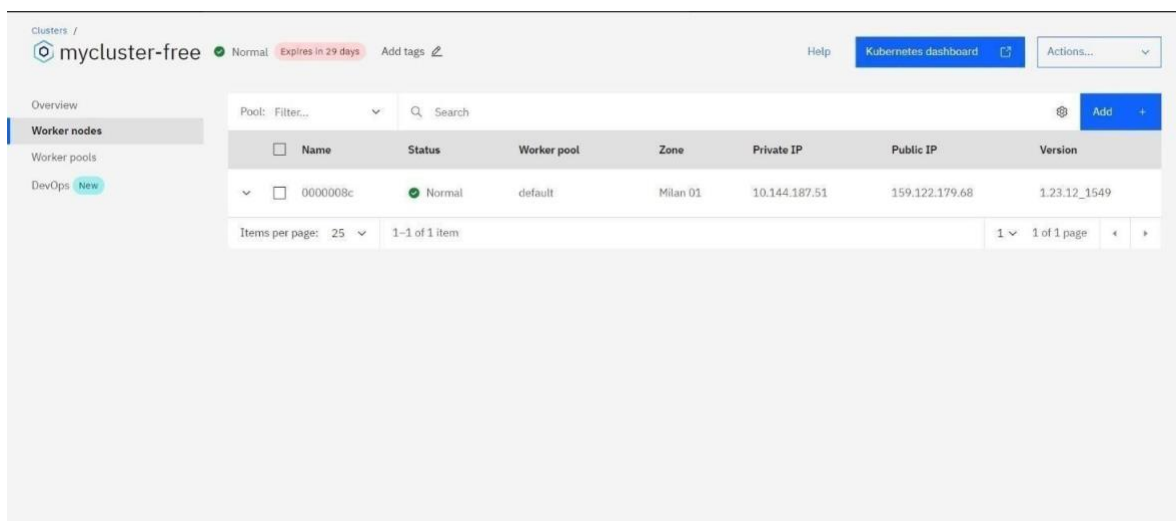 Clusters /
mycluster-free Normal Expires in 29 days Add tags Help Kubernetes dashboard Actions...
Overview
Worker nodes
Worker pools
DevOps New
Pool: Filter... Search Add +
Name Status Worker pool Zone Private IP Public IP Version
0000008c Normal default Milan 01 10.144.187.51 159.122.179.68 1.23.12_1549
Items per page: 25 1–1 of 1 item 1 1 of 1 page